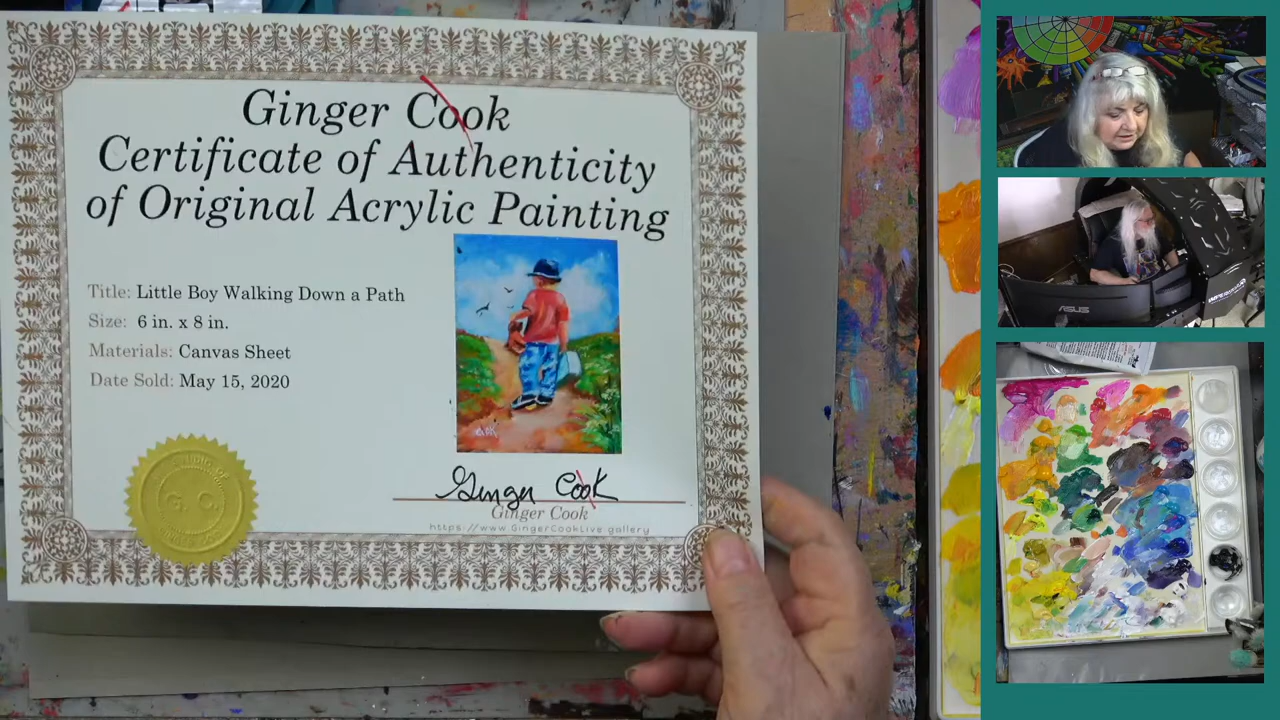 Ginger Cook
Certificate of Authenticity
of Original Acrylic Painting
Title: Little Boy Walking Down a Path
Size: 6 in. x 8 in.
Materials: Canvas Sheet
Date Sold: May 15, 2020
Ginger Cook
Ginger Cook
https://www.GingerCookLive.gallery
ASUS